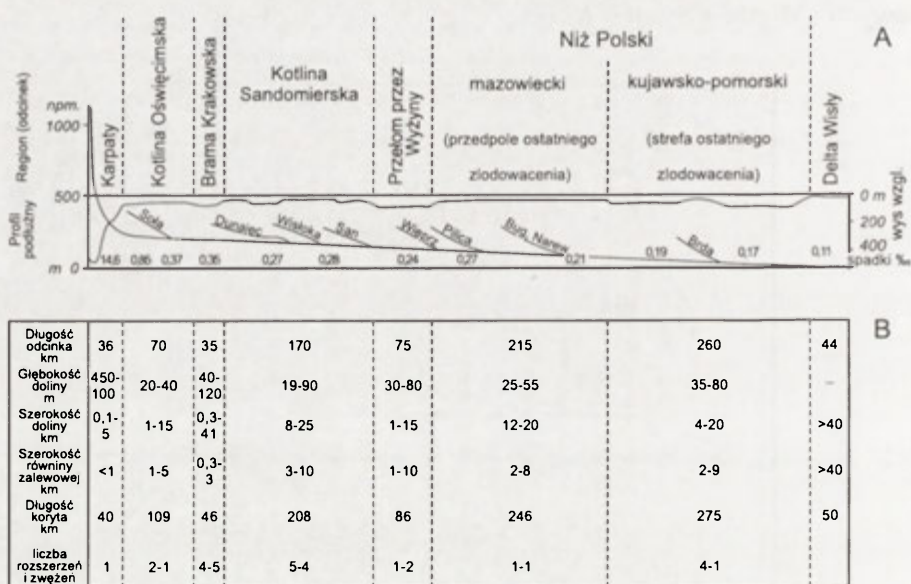 A
Region (odcinek)
Karpaty
Kotlina Oświęcimska
Brama Krakowska
Kotlina
Sandomierska
Przełom przez
Wyżyny
Niż Polski
mazowiecki
(przedpole ostatniego
zlodowacenia)
kujawsko-pomorski
(strefa ostatniego
zlodowacenia)
Delta Wisły
npm.
1000
500
m 0
Profil
podłużny
Soła
Dunajec
Wisłoka
San
Wieprz
Pilica
Bug, Narew
Brda
0 m
200
400
wys wzgl.
14,6 0,86 0,37 0,35 0,27 0,28 0,24 0,27 0,21 0,19 0,17 0,11 spadki ‰
B
Długość
odcinka
km
36 70 35 170 75 215 260 44
Głębokość
doliny
m
450-
100
20-40
40-
120
19-90 30-80 25-55 35-80 -
Szerokość
doliny
km
0,1-
5
1-15
0,3-
41
8-25 1-15 12-20 4-20 >40
Szerokość
równiny
zalewowej
km
<1 1-5
0,3-
3
3-10 1-10 2-8 2-9 >40
Długość
koryta
km
40 109 46 208 86 246 275 50
liczba
rozszerzeń
i zwężeń
1 2-1 4-5 5-4 1-2 1-1 4-1